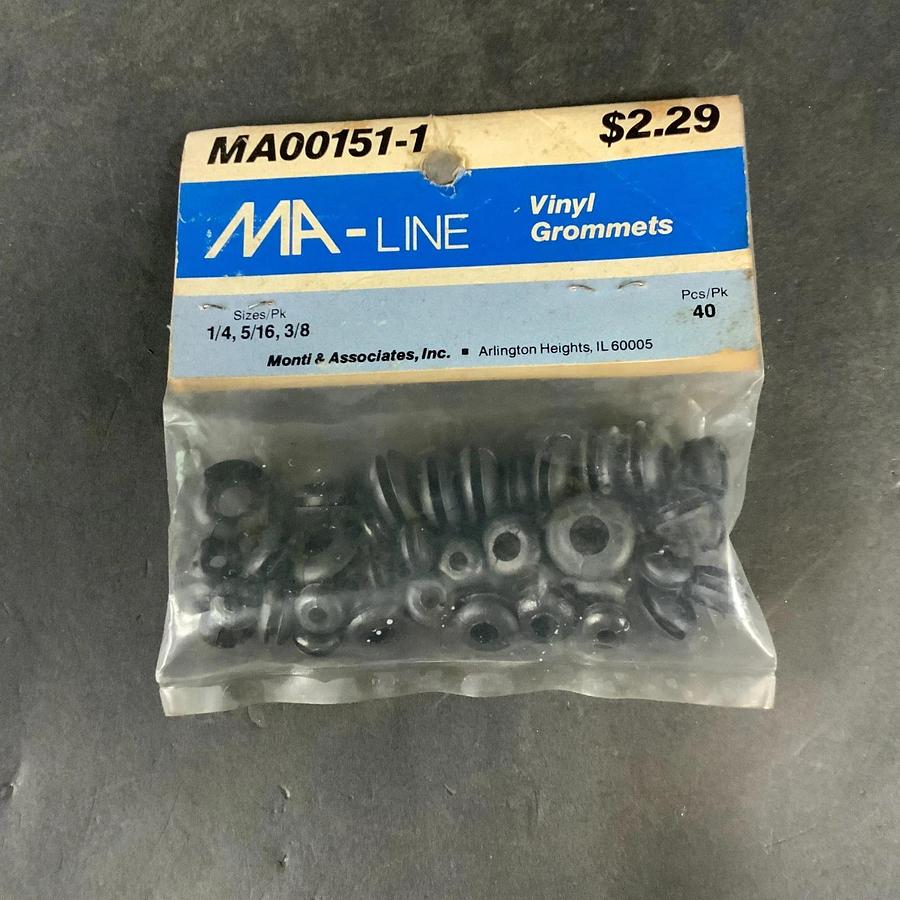 MA00151-1 $2.29
MA-LINE
Vinyl
Grommets
Sizes/Pk
1/4, 5/16, 3/8
Pcs/Pk
40
Monti & Associates, Inc. ■ Arlington Heights, IL 60005